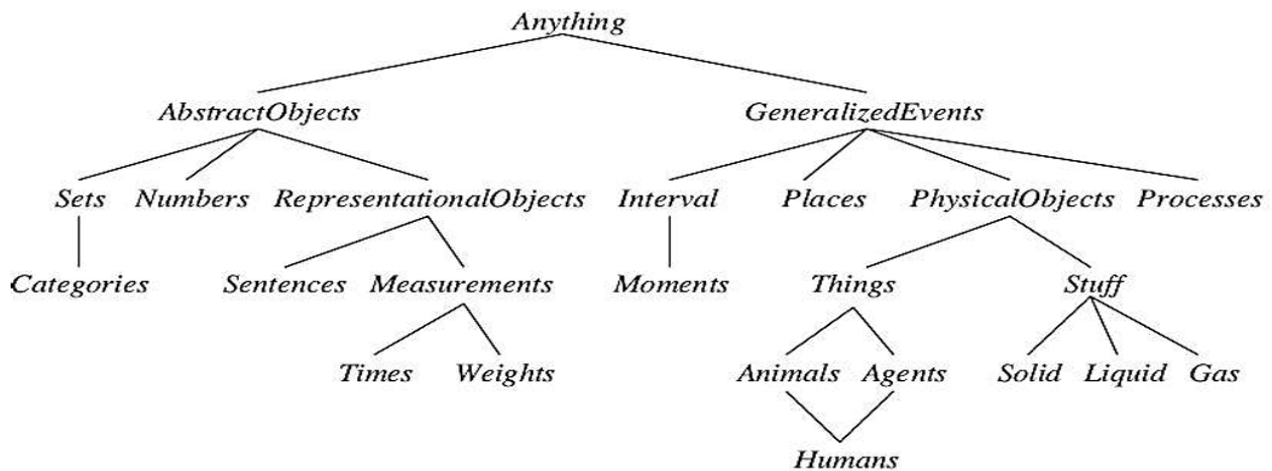 Anything
AbstractObjects GeneralizedEvents
Sets Numbers RepresentationalObjects Interval Places PhysicalObjects Processes
Categories Sentences Measurements Moments Things Stuff
Times Weights Animals Agents Solid Liquid Gas
Humans